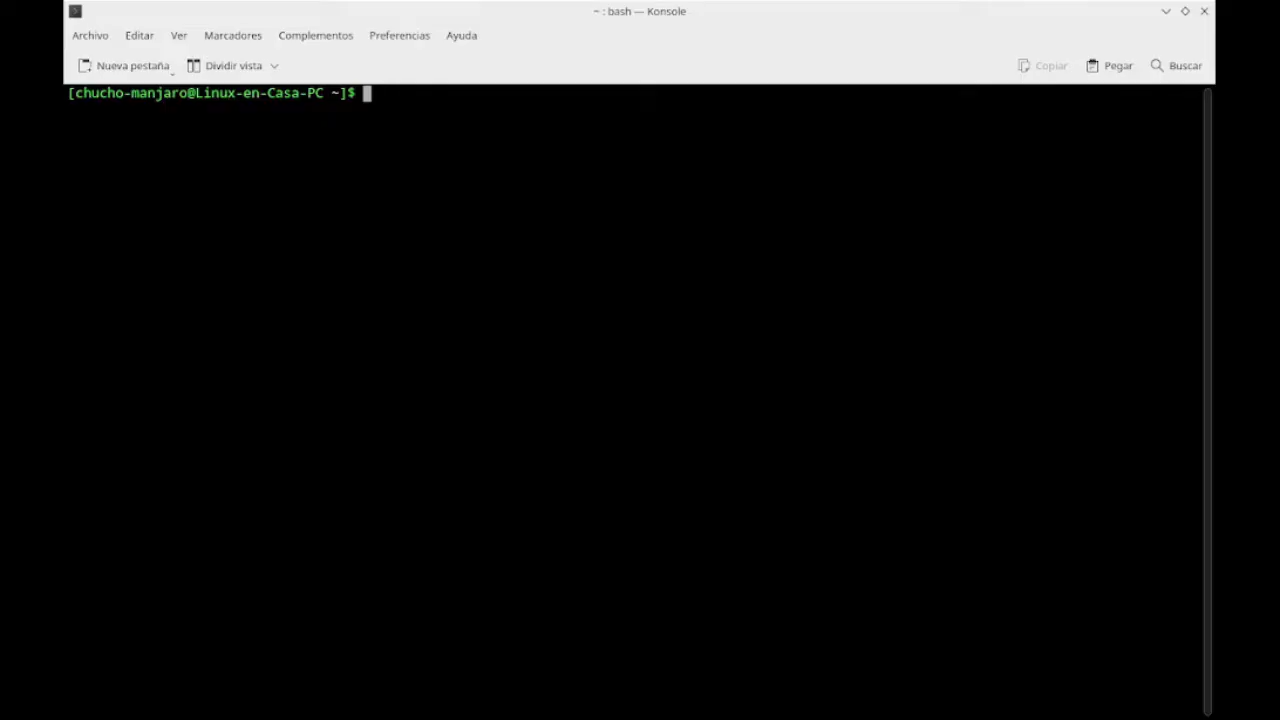 ~ : bash — Konsole
Archivo Editar Ver Marcadores Complementos Preferencias Ayuda
Nueva pestaña Dividir vista Copiar Pegar Buscar
[chucho-manjaro@Linux-en-Casa-PC ~]$